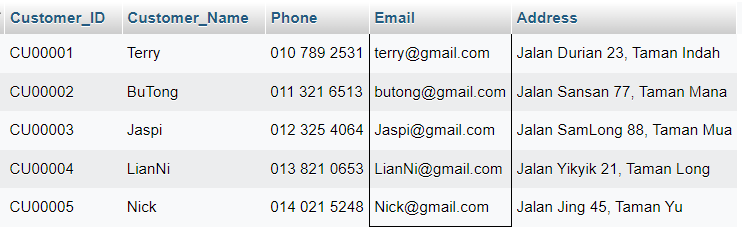 Customer_ID Customer_Name Phone Email Address
CU00001 Terry 010 789 2531 terry@gmail.com Jalan Durian 23, Taman Indah
CU00002 BuTong 011 321 6513 butong@gmail.com Jalan Sansan 77, Taman Mana
CU00003 Jaspi 012 325 4064 Jaspi@gmail.com Jalan SamLong 88, Taman Mua
CU00004 LianNi 013 821 0653 LianNi@gmail.com Jalan Yikyik 21, Taman Long
CU00005 Nick 014 021 5248 Nick@gmail.com Jalan Jing 45, Taman Yu